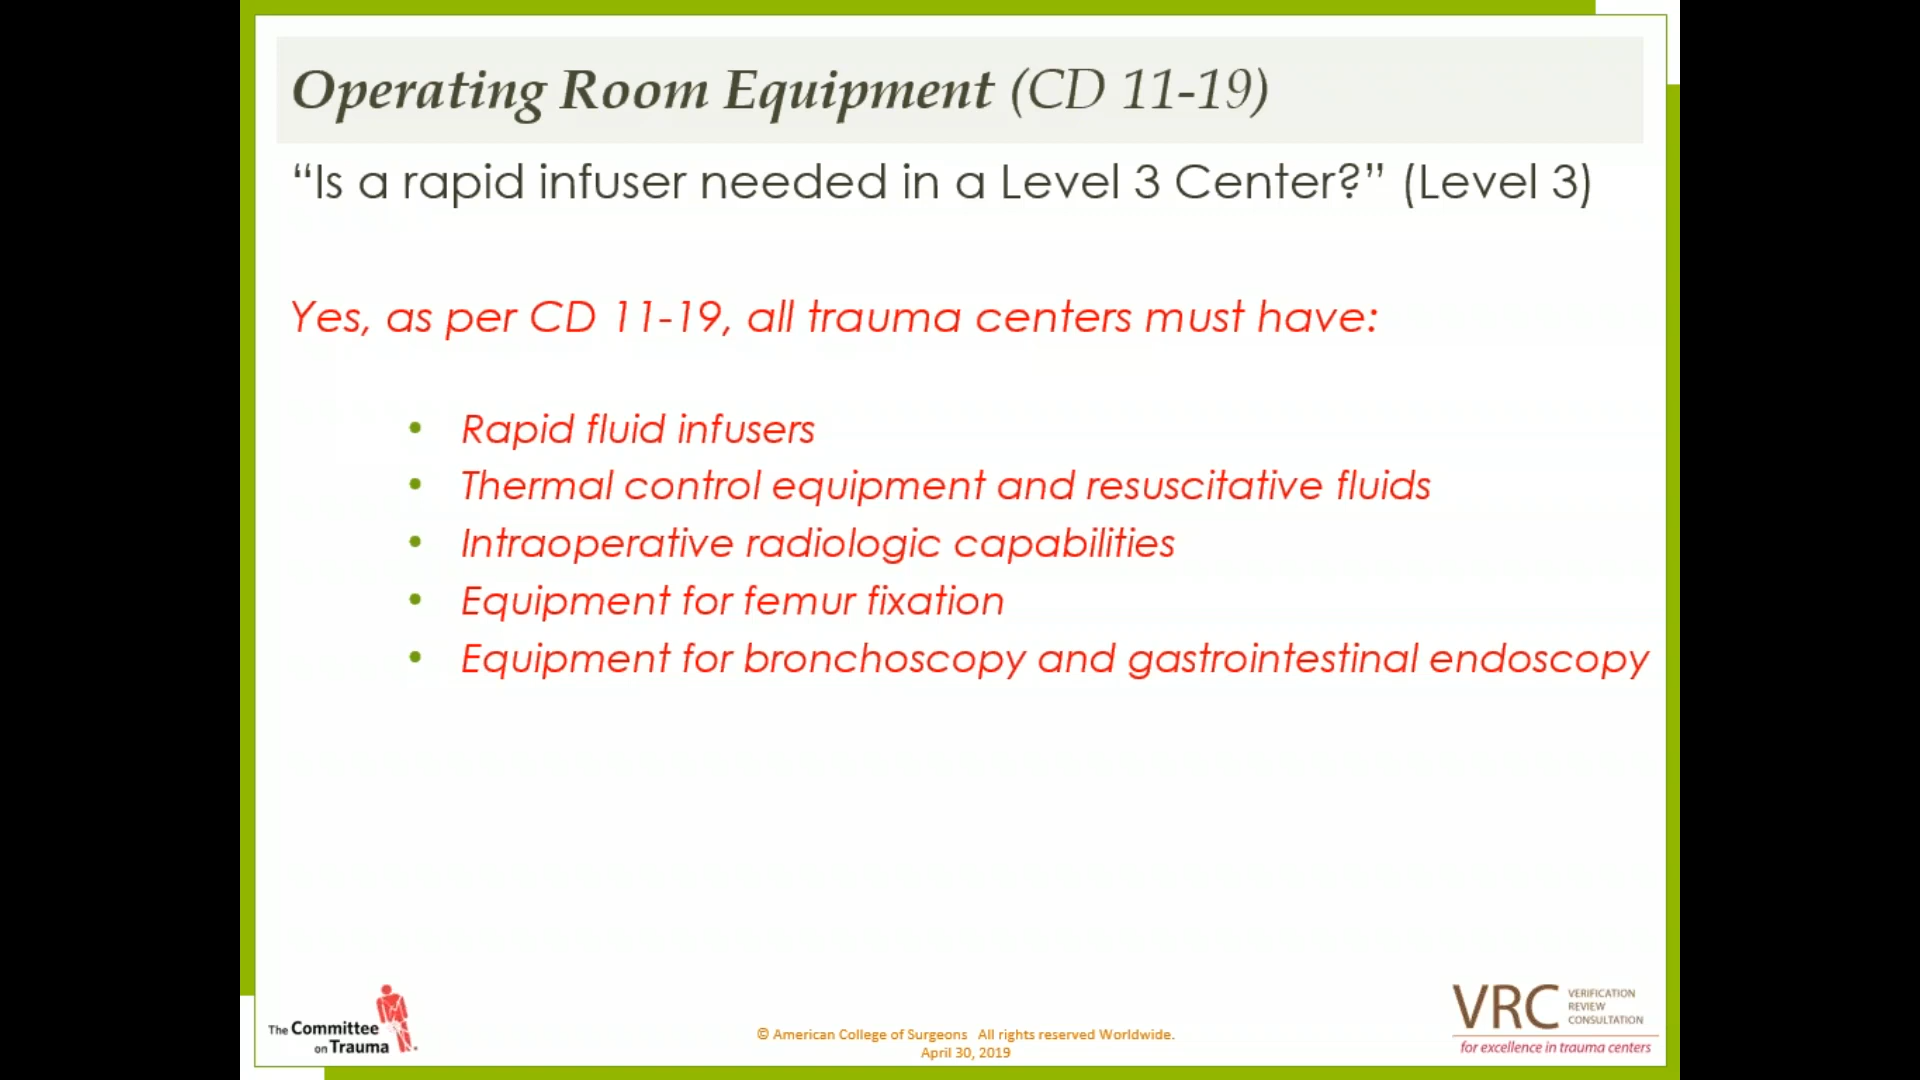 Operating Room Equipment (CD 11-19)
“Is a rapid infuser needed in a Level 3 Center?” (Level 3)
Yes, as per CD 11-19, all trauma centers must have:
• Rapid fluid infusers
• Thermal control equipment and resuscitative fluids
• Intraoperative radiologic capabilities
• Equipment for femur fixation
• Equipment for bronchoscopy and gastrointestinal endoscopy
The Committee
on Trauma
© American College of Surgeons All rights reserved Worldwide.
April 30, 2019
VRC
VERIFICATION
REVIEW
CONSULTATION
for excellence in trauma centers